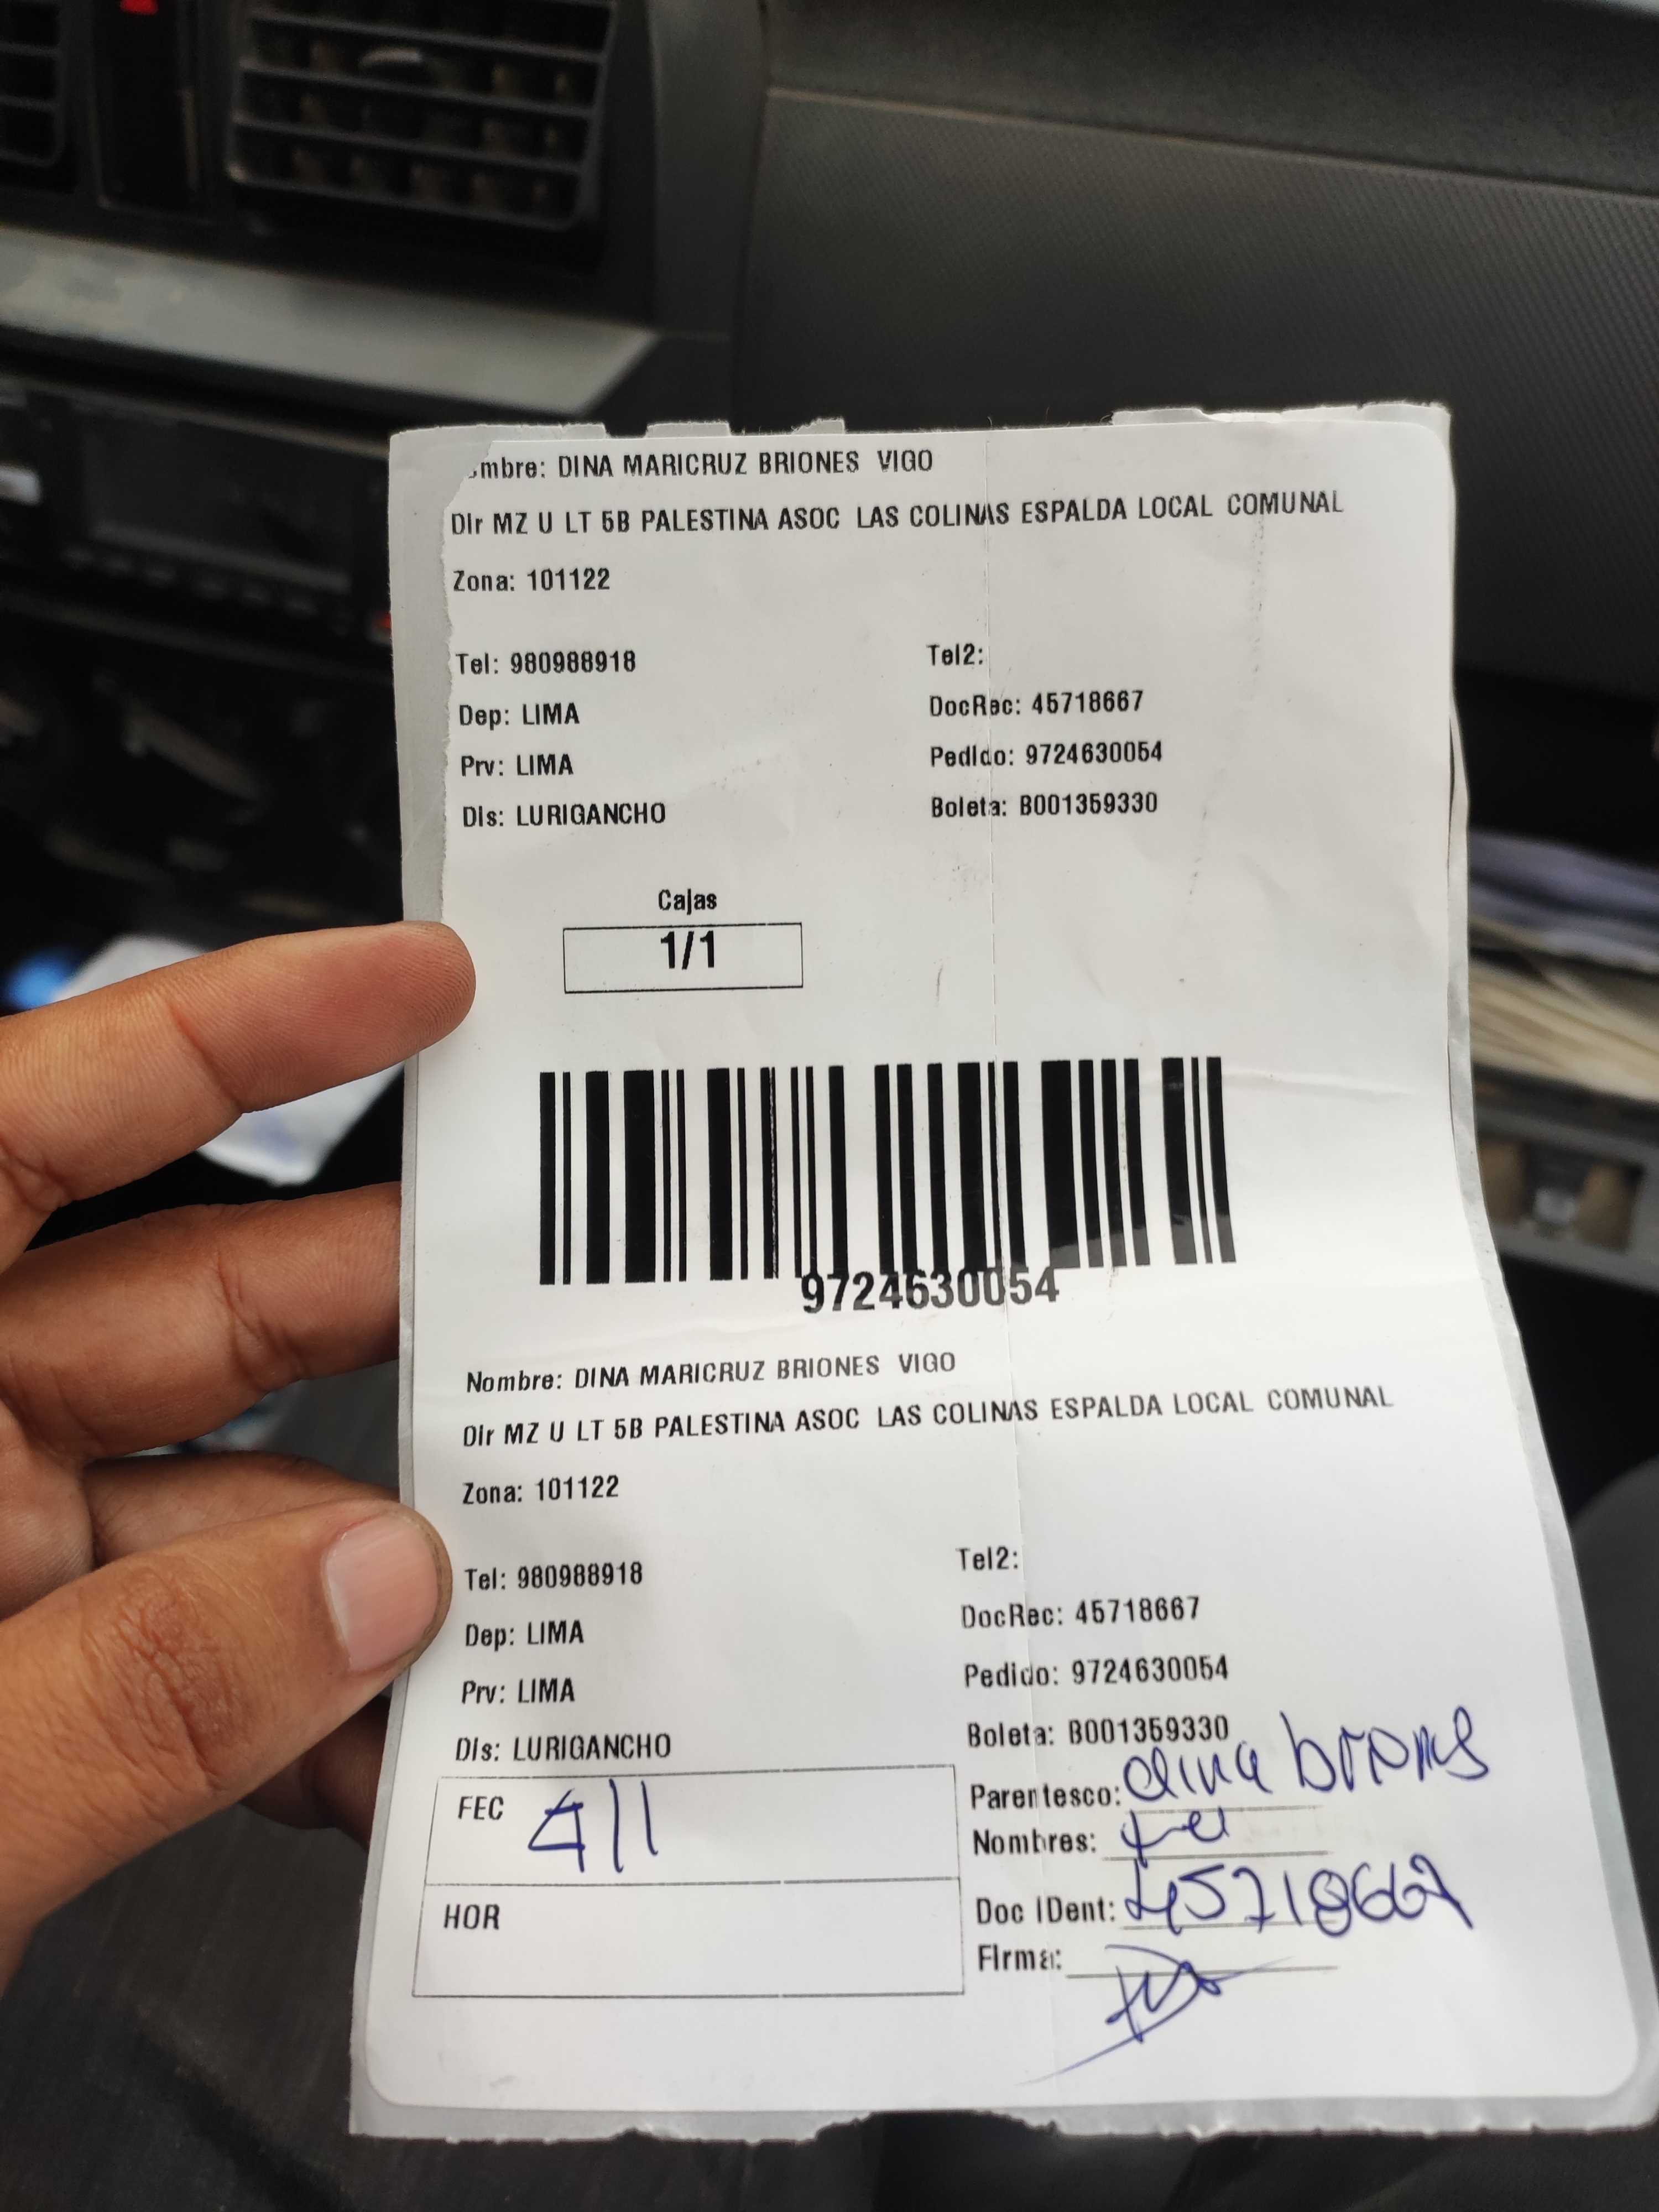 mbre: DINA MARICRUZ BRIONES VIGO
Dir MZ U LT 5B PALESTINA ASOC LAS COLINAS ESPALDA LOCAL COMUNAL
Zona: 101122
Tel: 980988918 Tel2:
Dep: LIMA DocRec: 45718667
Prv: LIMA Pedido: 9724630054
Dis: LURIGANCHO Boleta: B001359330
Cajas
1/1
9724630054
Nombre: DINA MARICRUZ BRIONES VIGO
Dir MZ U LT 5B PALESTINA ASOC LAS COLINAS ESPALDA LOCAL COMUNAL
Zona: 101122
Tel: 980988918 Tel2:
Dep: LIMA DocRec: 45718667
Prv: LIMA Pedido: 9724630054
Dis: LURIGANCHO Boleta: B001359330
FEC 4/1 Parentesco: dina briones
Nombres:
HOR Doc IDent: 45718667
Firma: